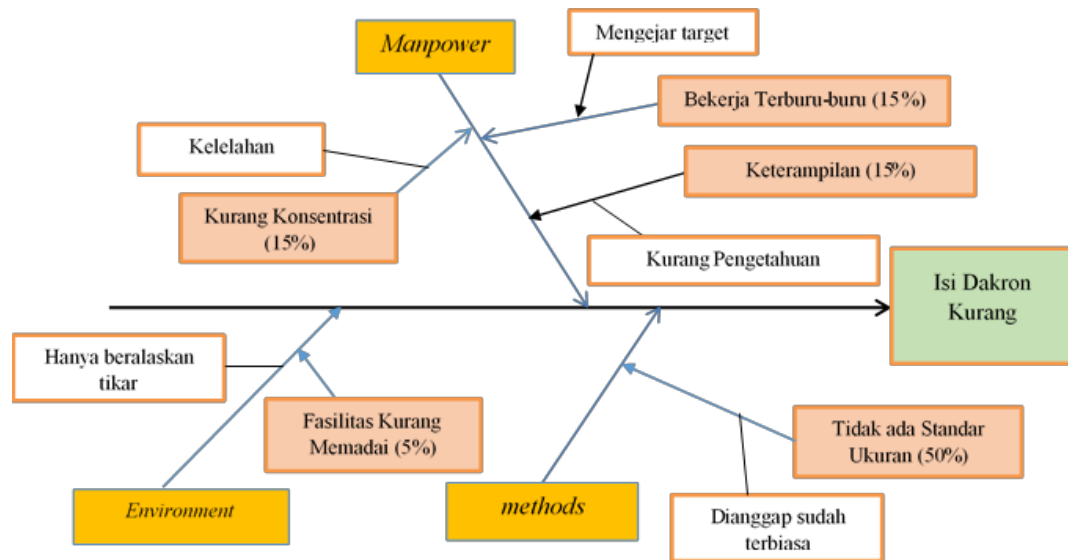 Manpower
Mengejar target
Bekerja Terburu-buru (15%)
Kelelahan
Keterampilan (15%)
Kurang Konsentrasi
(15%)
Kurang Pengetahuan
Isi Dakron
Kurang
Hanya beralaskan
tikar
Fasilitas Kurang
Memadai (5%)
Tidak ada Standar
Ukuran (50%)
Environment
methods
Dianggap sudah
terbiasa